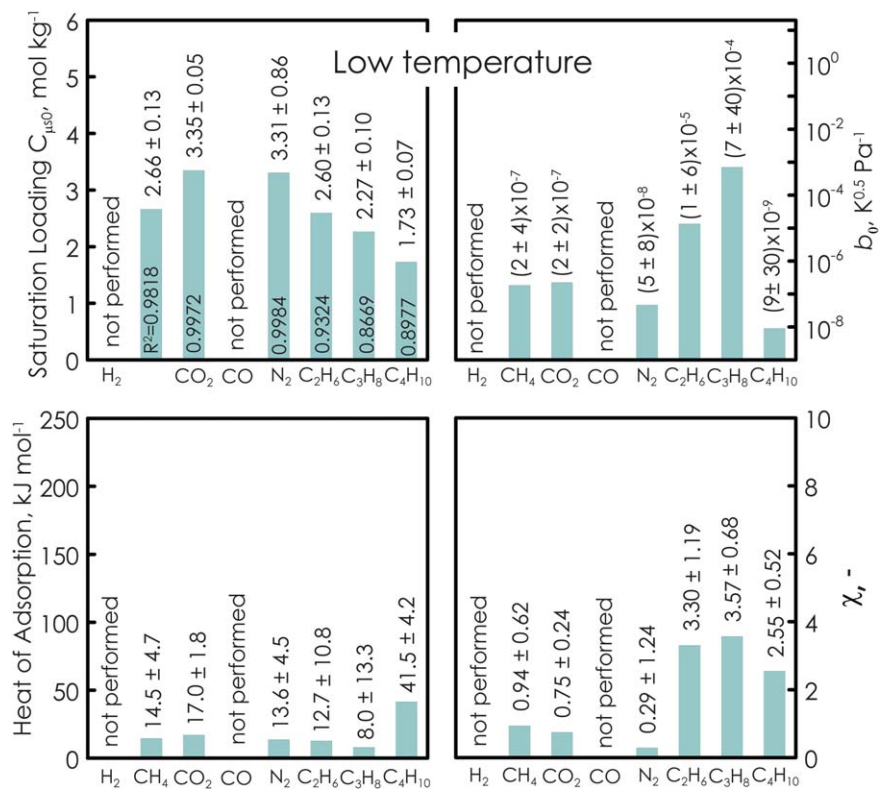 Low temperature
Saturation Loading Cμs0, mol kg-1
6
5
4
3
2
1
0
not performed
2.66 ± 0.13
R2=0.9818
3.35 ± 0.05
0.9972
not performed
3.31 ± 0.86
0.9984
2.60 ± 0.13
0.9324
2.27 ± 0.10
0.8669
1.73 ± 0.07
0.8977
H2
CO2
CO
N2
C2H6
C3H8
C4H10
not performed
(2 ± 4)x10-7
(2 ± 2)x10-7
not performed
(5 ± 8)x10-8
(1 ± 6)x10-5
(7 ± 40)x10-4
(9± 30)x10-9
100
10-2
10-4
10-6
10-8
b0, K0.5 Pa-1
H2
CH4
CO2
CO
N2
C2H6
C3H8
C4H10
Heat of Adsorption, kJ mol-1
250
200
150
100
50
0
not performed
14.5 ± 4.7
17.0 ± 1.8
not performed
13.6 ± 4.5
12.7 ± 10.8
8.0 ± 13.3
41.5 ± 4.2
H2
CH4
CO2
CO
N2
C2H6
C3H8
C4H10
not performed
0.94 ± 0.62
0.75 ± 0.24
not performed
0.29 ± 1.24
3.30 ± 1.19
3.57 ± 0.68
2.55 ± 0.52
10
8
6
4
2
0
χ, -
H2
CH4
CO2
CO
N2
C2H6
C3H8
C4H10